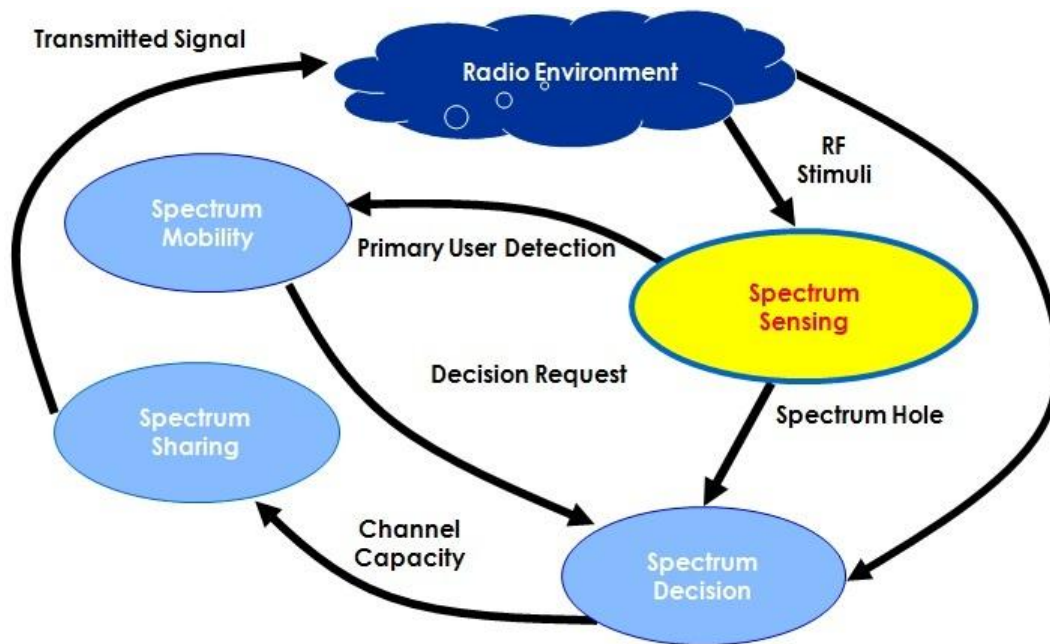 Transmitted Signal
Radio Environment
RF
Stimuli
Spectrum
Mobility
Primary User Detection
Spectrum
Sensing
Decision Request
Spectrum Hole
Spectrum
Sharing
Channel
Capacity
Spectrum
Decision